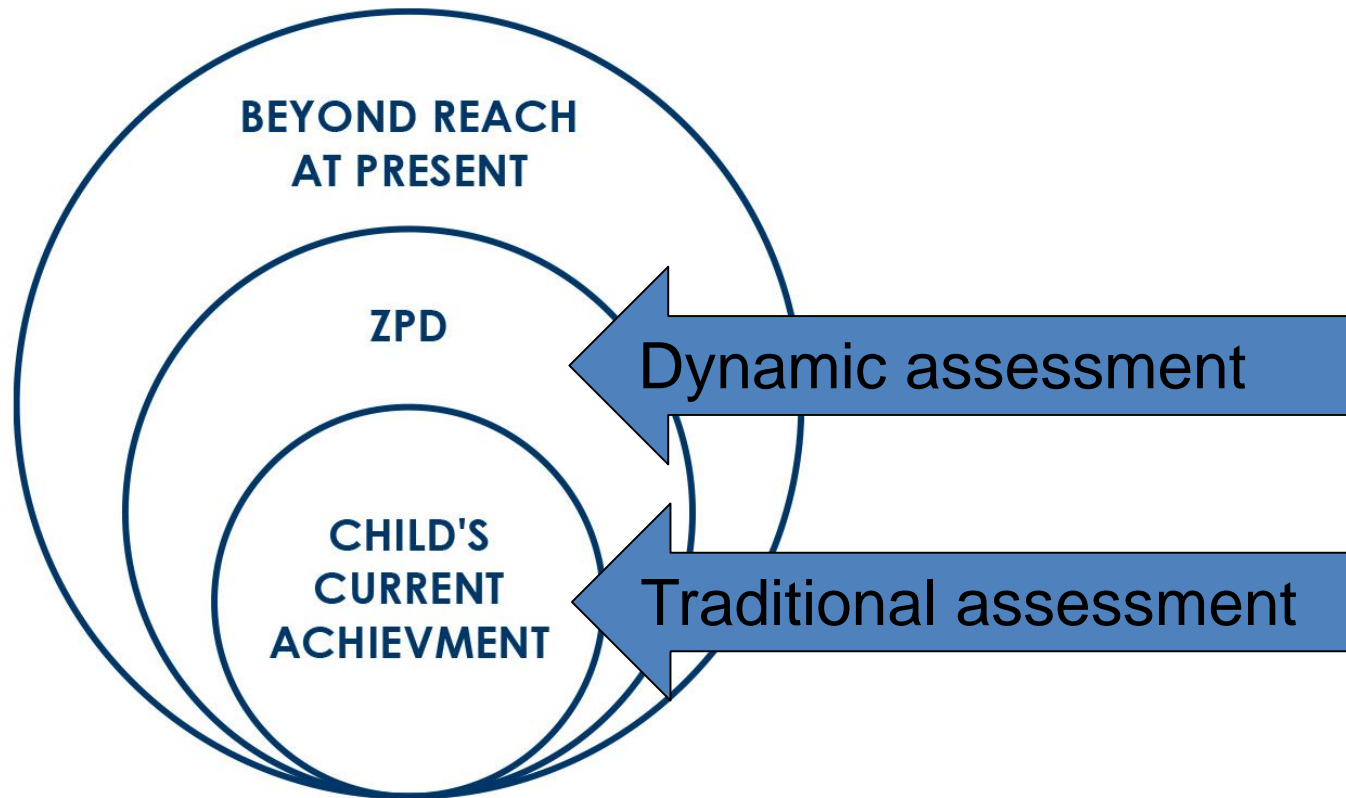 BEYOND REACH
AT PRESENT
ZPD
Dynamic assessment
CHILD'S
CURRENT
ACHIEVMENT
Traditional assessment